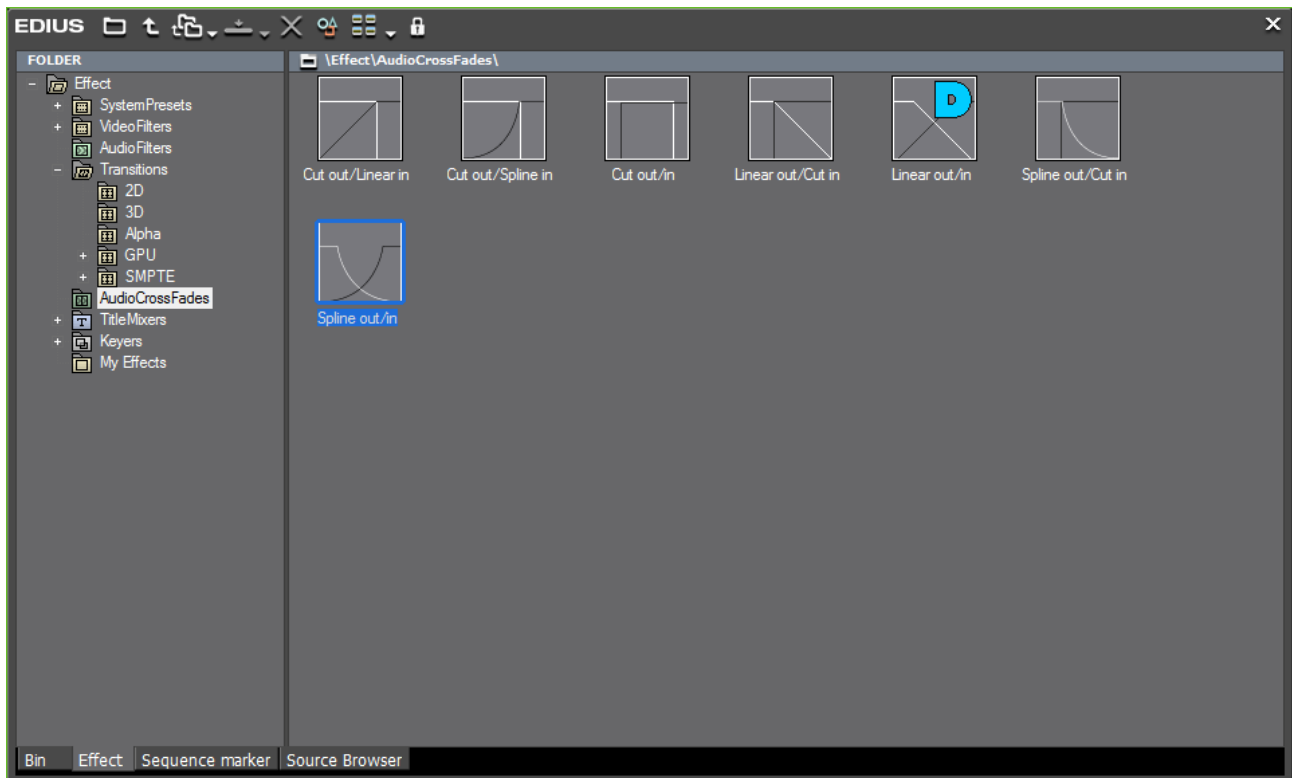 EDIUS
FOLDER
\Effect\AudioCrossFades\
Effect
SystemPresets
VideoFilters
AudioFilters
Transitions
2D
3D
Alpha
GPU
SMPTE
AudioCrossFades
TitleMixers
T
Keyers
My Effects
D
Cut out/Linear in
Cut out/Spline in
Cut out/in
Linear out/Cut in
Linear out/in
Spline out/Cut in
Spline out/in
Bin
Effect
Sequence marker
Source Browser